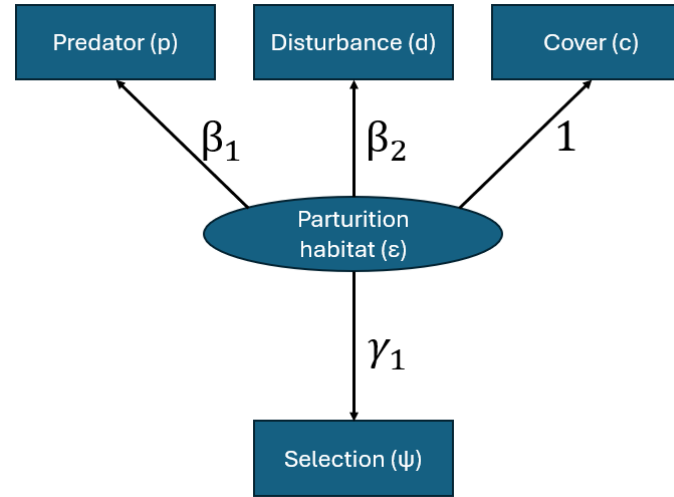 Predator (p)
Disturbance (d)
Cover (c)
β₁
β₂
1
Parturition
habitat (ε)
γ₁
Selection (ψ)